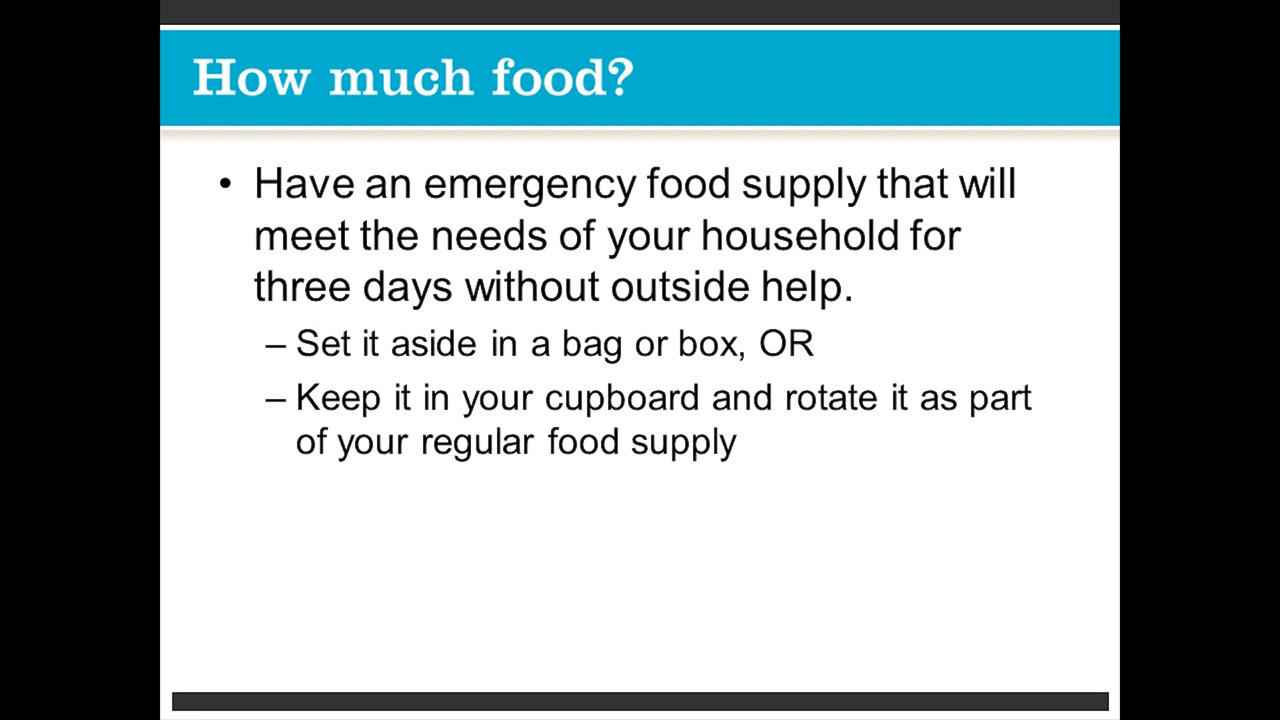 How much food?
• Have an emergency food supply that will
meet the needs of your household for
three days without outside help.
– Set it aside in a bag or box, OR
– Keep it in your cupboard and rotate it as part
of your regular food supply